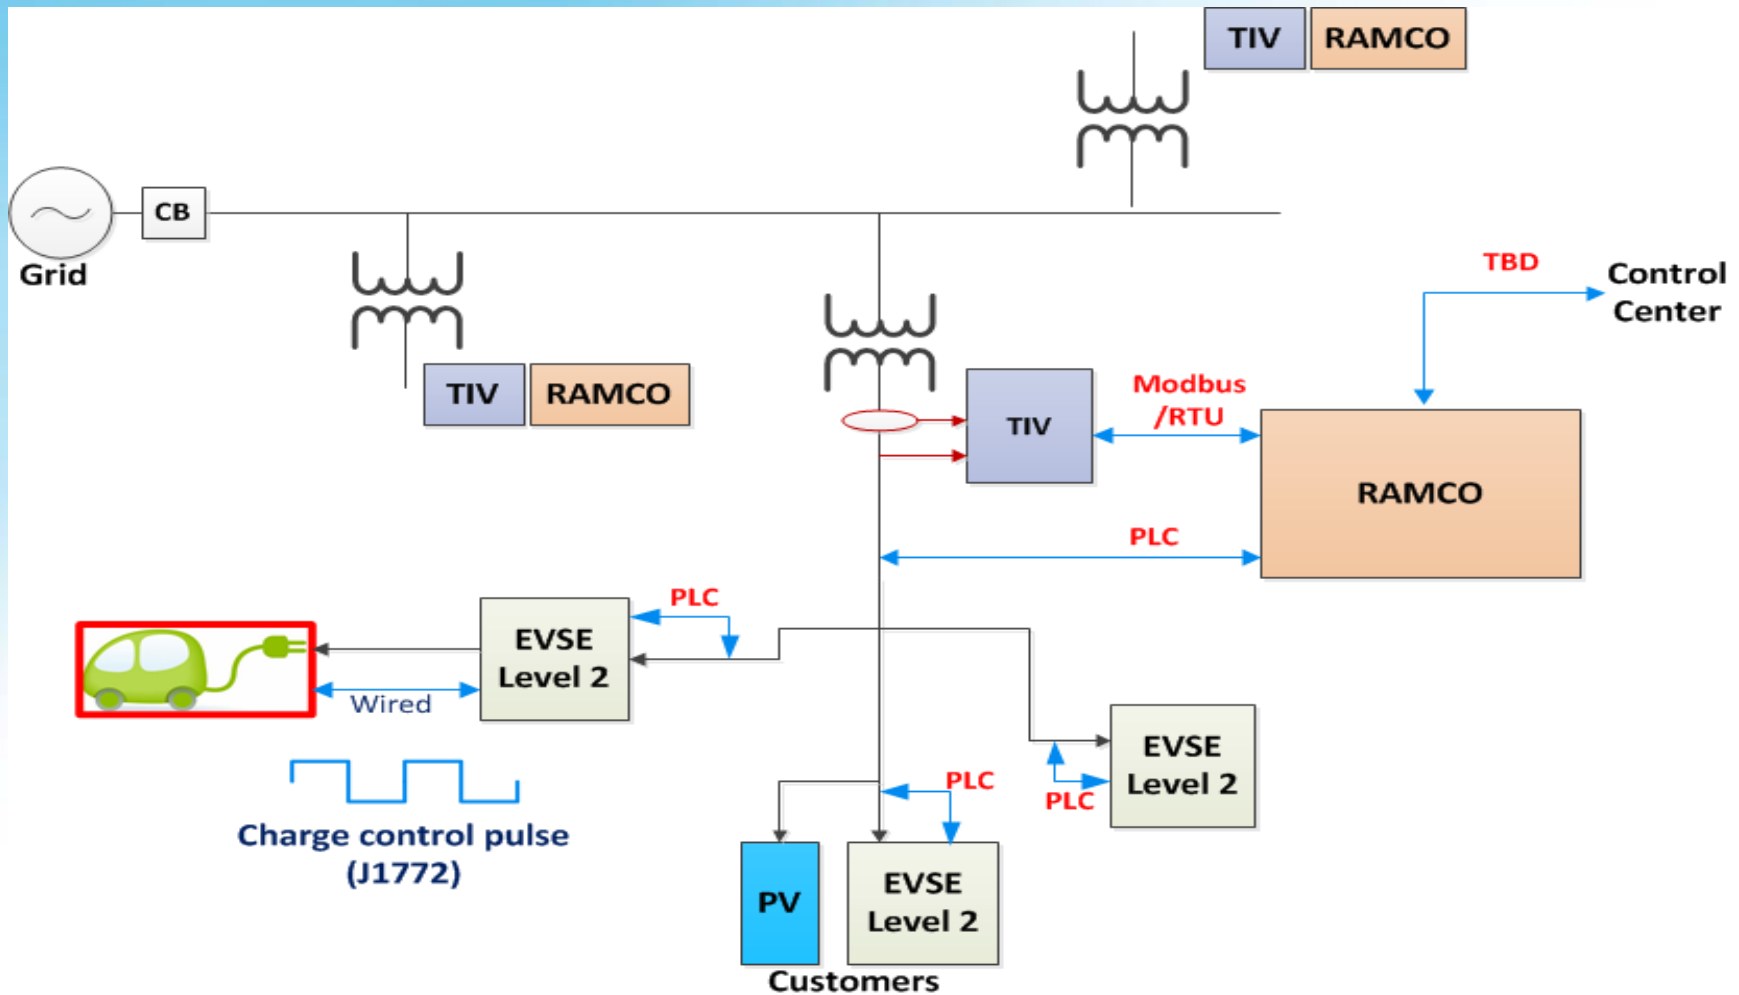 TIV
RAMCO
CB
Grid
TBD
Control
Center
TIV
RAMCO
TIV
Modbus
/RTU
RAMCO
PLC
PLC
EVSE
Level 2
Wired
EVSE
Level 2
PLC
PLC
Charge control pulse
(J1772)
PV
EVSE
Level 2
Customers